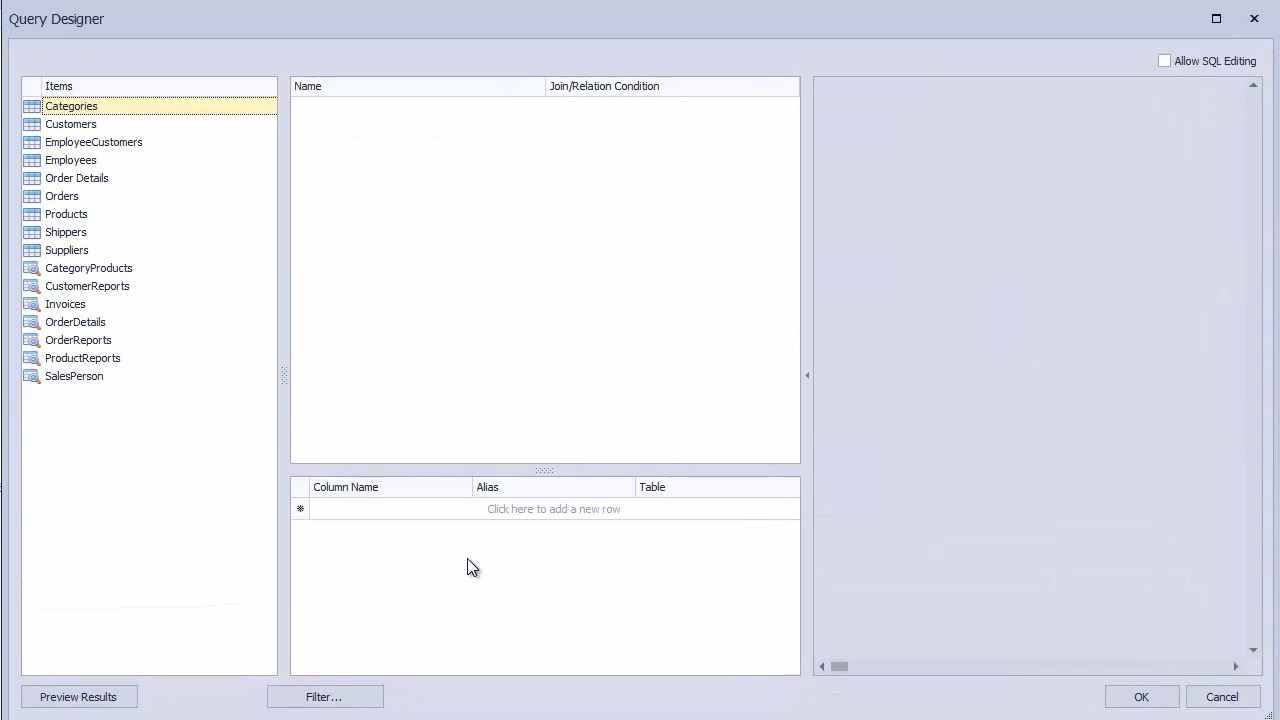 Query Designer
Allow SQL Editing
Items
Name
Join/Relation Condition
Categories
Customers
EmployeeCustomers
Employees
Order Details
Orders
Products
Shippers
Suppliers
CategoryProducts
CustomerReports
Invoices
OrderDetails
OrderReports
ProductReports
SalesPerson
Column Name
Alias
Table
Click here to add a new row
Preview Results
Filter...
OK
Cancel